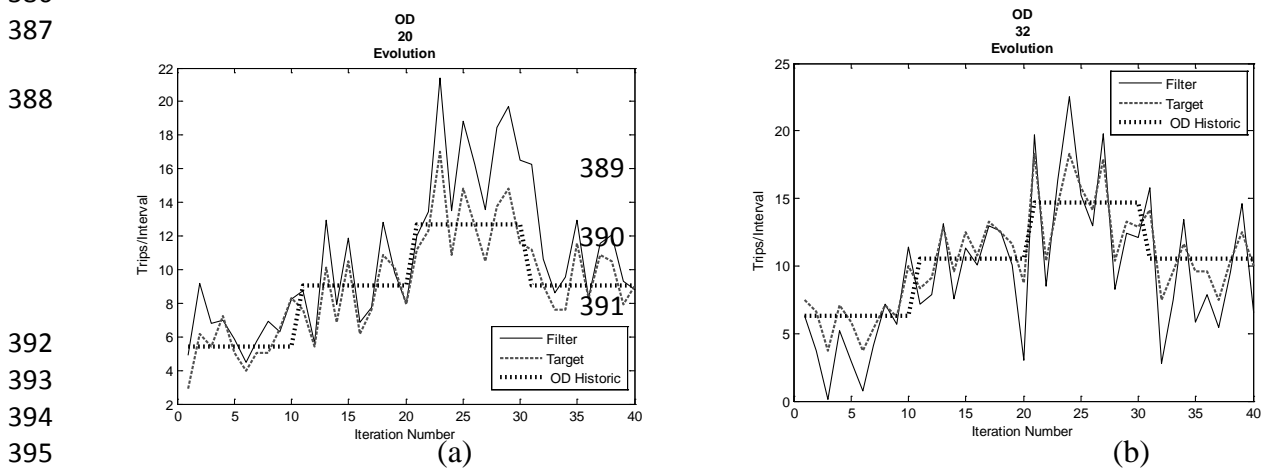 386
387
388
389
390
391
392
393
394
395
OD
20
Evolution
22
20
18
16
14
12
10
8
6
4
2
Trips/Interval
0 5 10 15 20 25 30 35 40
Iteration Number
Filter
Target
OD Historic
(a)
OD
32
Evolution
25
20
15
10
5
0
Trips/Interval
0 5 10 15 20 25 30 35 40
Iteration Number
Filter
Target
OD Historic
(b)